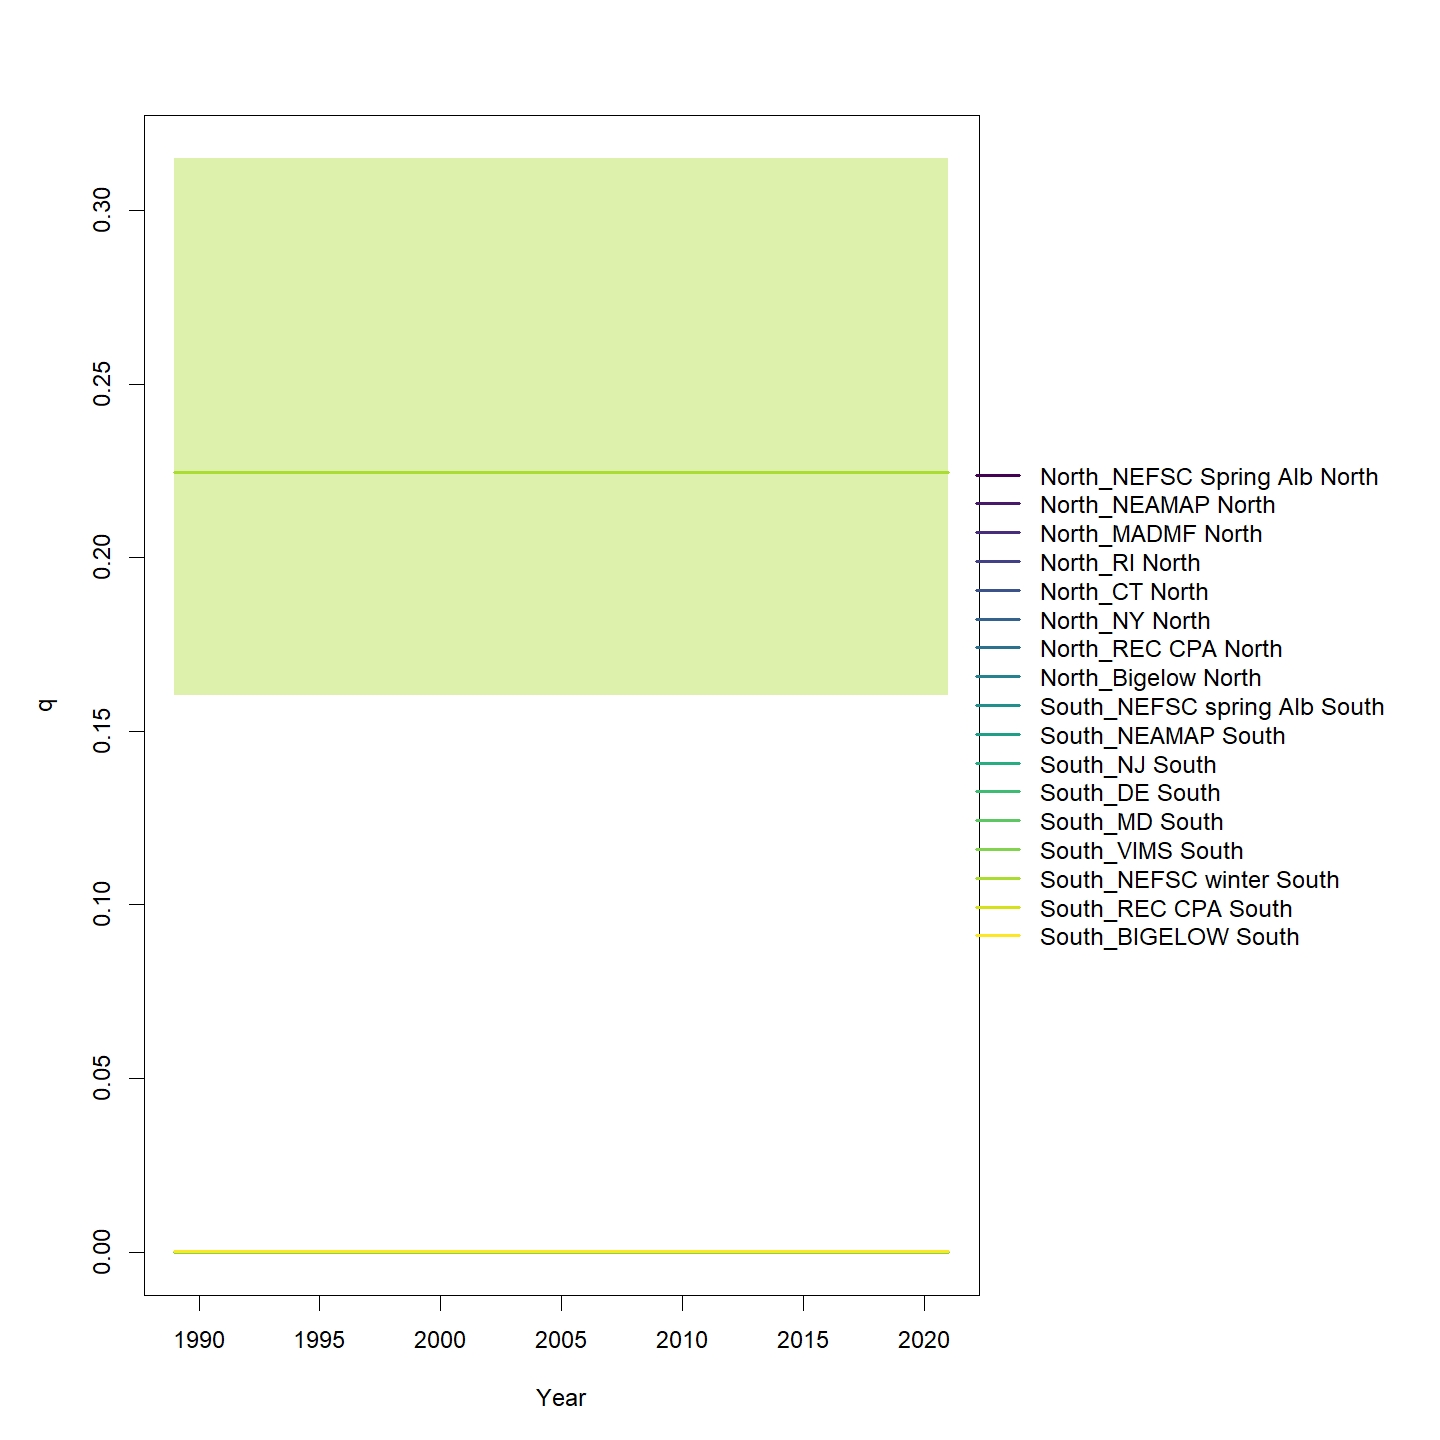 0.30
0.25
0.20
0.15
0.10
0.05
0.00
q
1990 1995 2000 2005 2010 2015 2020
Year
North_NEFSC Spring Alb North
North_NEAMAP North
North_MADMF North
North_RI North
North_CT North
North_NY North
North_REC CPA North
North_Bigelow North
South_NEFSC spring Alb South
South_NEAMAP South
South_NJ South
South_DE South
South_MD South
South_VIMS South
South_NEFSC winter South
South_REC CPA South
South_BIGELOW South